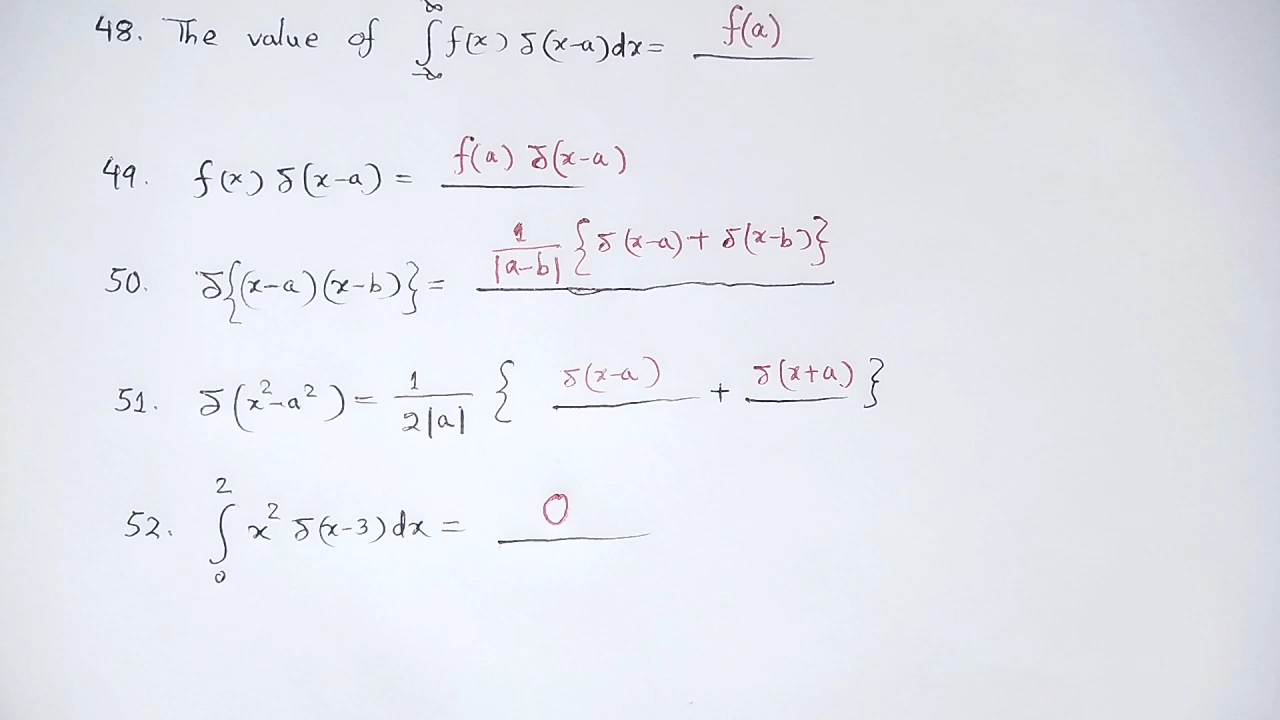 48. The value of ∫_{-∞}^{∞} f(x) δ(x-a)dx = f(a)
49. f(x) δ(x-a) = f(a) δ(x-a)
50. δ{(x-a)(x-b)} = 1/|a-b| {δ(x-a)+ δ(x-b)}
51. δ(x²-a²) = 1/2|a| { δ(x-a) + δ(x+a) }
52. ∫_{0}^{2} x² δ(x-3)dx = 0